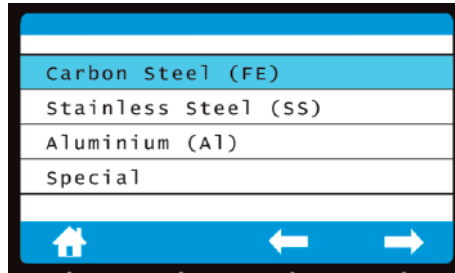 Carbon Steel (FE)
Stainless Steel (SS)
Aluminium (Al)
Special